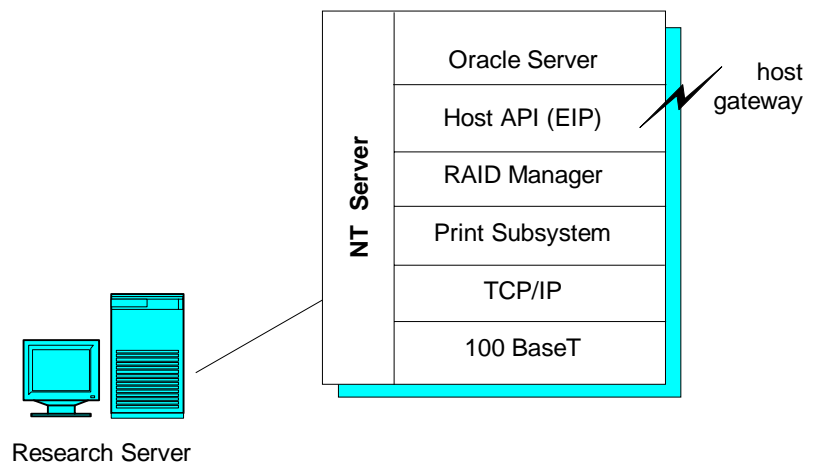 Oracle Server
host
gateway
Host API (EIP)
NT Server
RAID Manager
Print Subsystem
TCP/IP
100 BaseT
Research Server